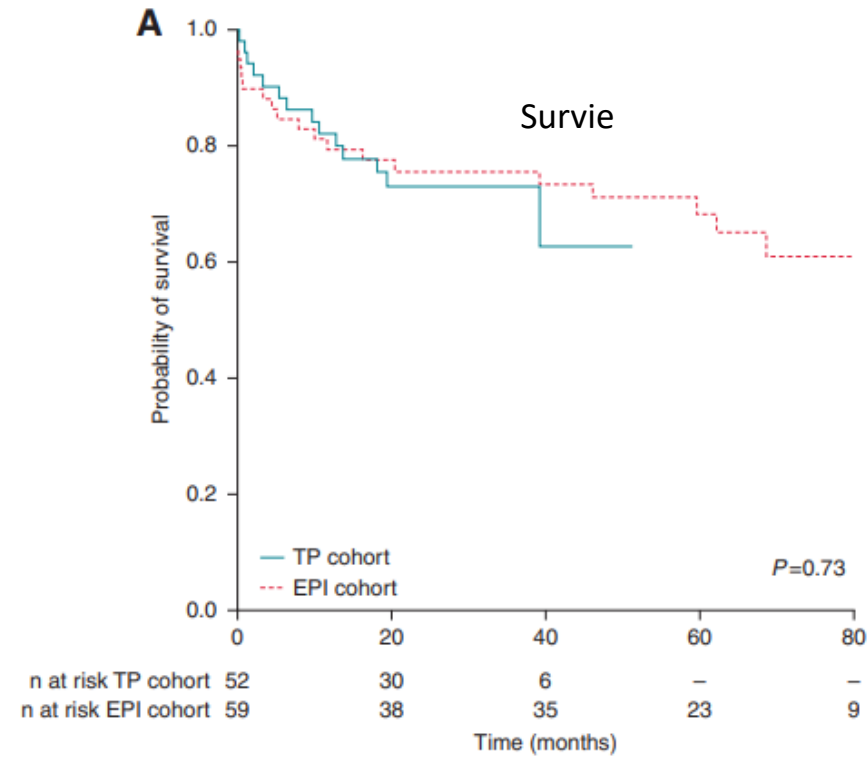 A
Survie
Probability of survival
1.0
0.8
0.6
0.4
0.2
0.0
TP cohort
EPI cohort
P=0.73
0 20 40 60 80
n at risk TP cohort 52 30 6 – –
n at risk EPI cohort 59 38 35 23 9
Time (months)